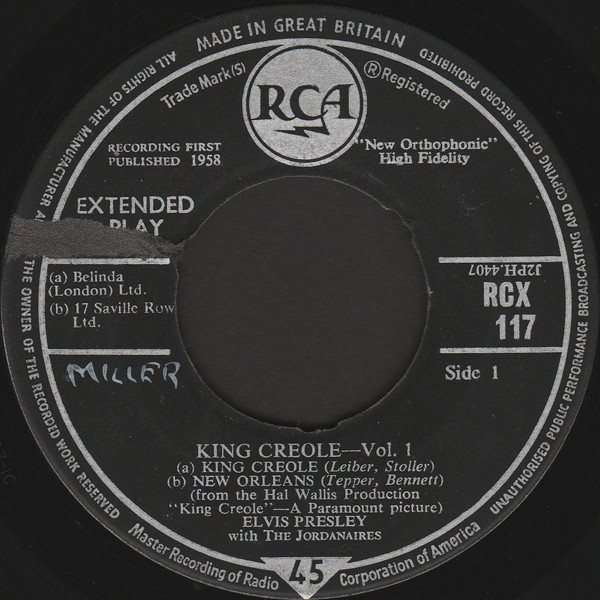 MADE IN GREAT BRITAIN
ALL RIGHTS OF THE MANUFACTURER
THE OWNER OF THE RECORDED WORK RESERVED
UNAUTHORISED PUBLIC PERFORMANCE BROADCASTING AND COPYING OF THIS RECORD PROHIBITED
Trade Mark(S)
RCA
®Registered
RECORDING FIRST
PUBLISHED 1958
"New Orthophonic"
High Fidelity
EXTENDED
PLAY
(a) Belinda
(London) Ltd.
(b) 17 Saville Row
Ltd.
J2PH.4407
RCX
117
MILLER
Side 1
KING CREOLE—Vol. 1
(a) KING CREOLE (Leiber, Stoller)
(b) NEW ORLEANS (Tepper, Bennett)
(from the Hal Wallis Production
"King Creole"—A Paramount picture)
ELVIS PRESLEY
with THE JORDANAIRES
Master Recording of Radio Corporation of America
45